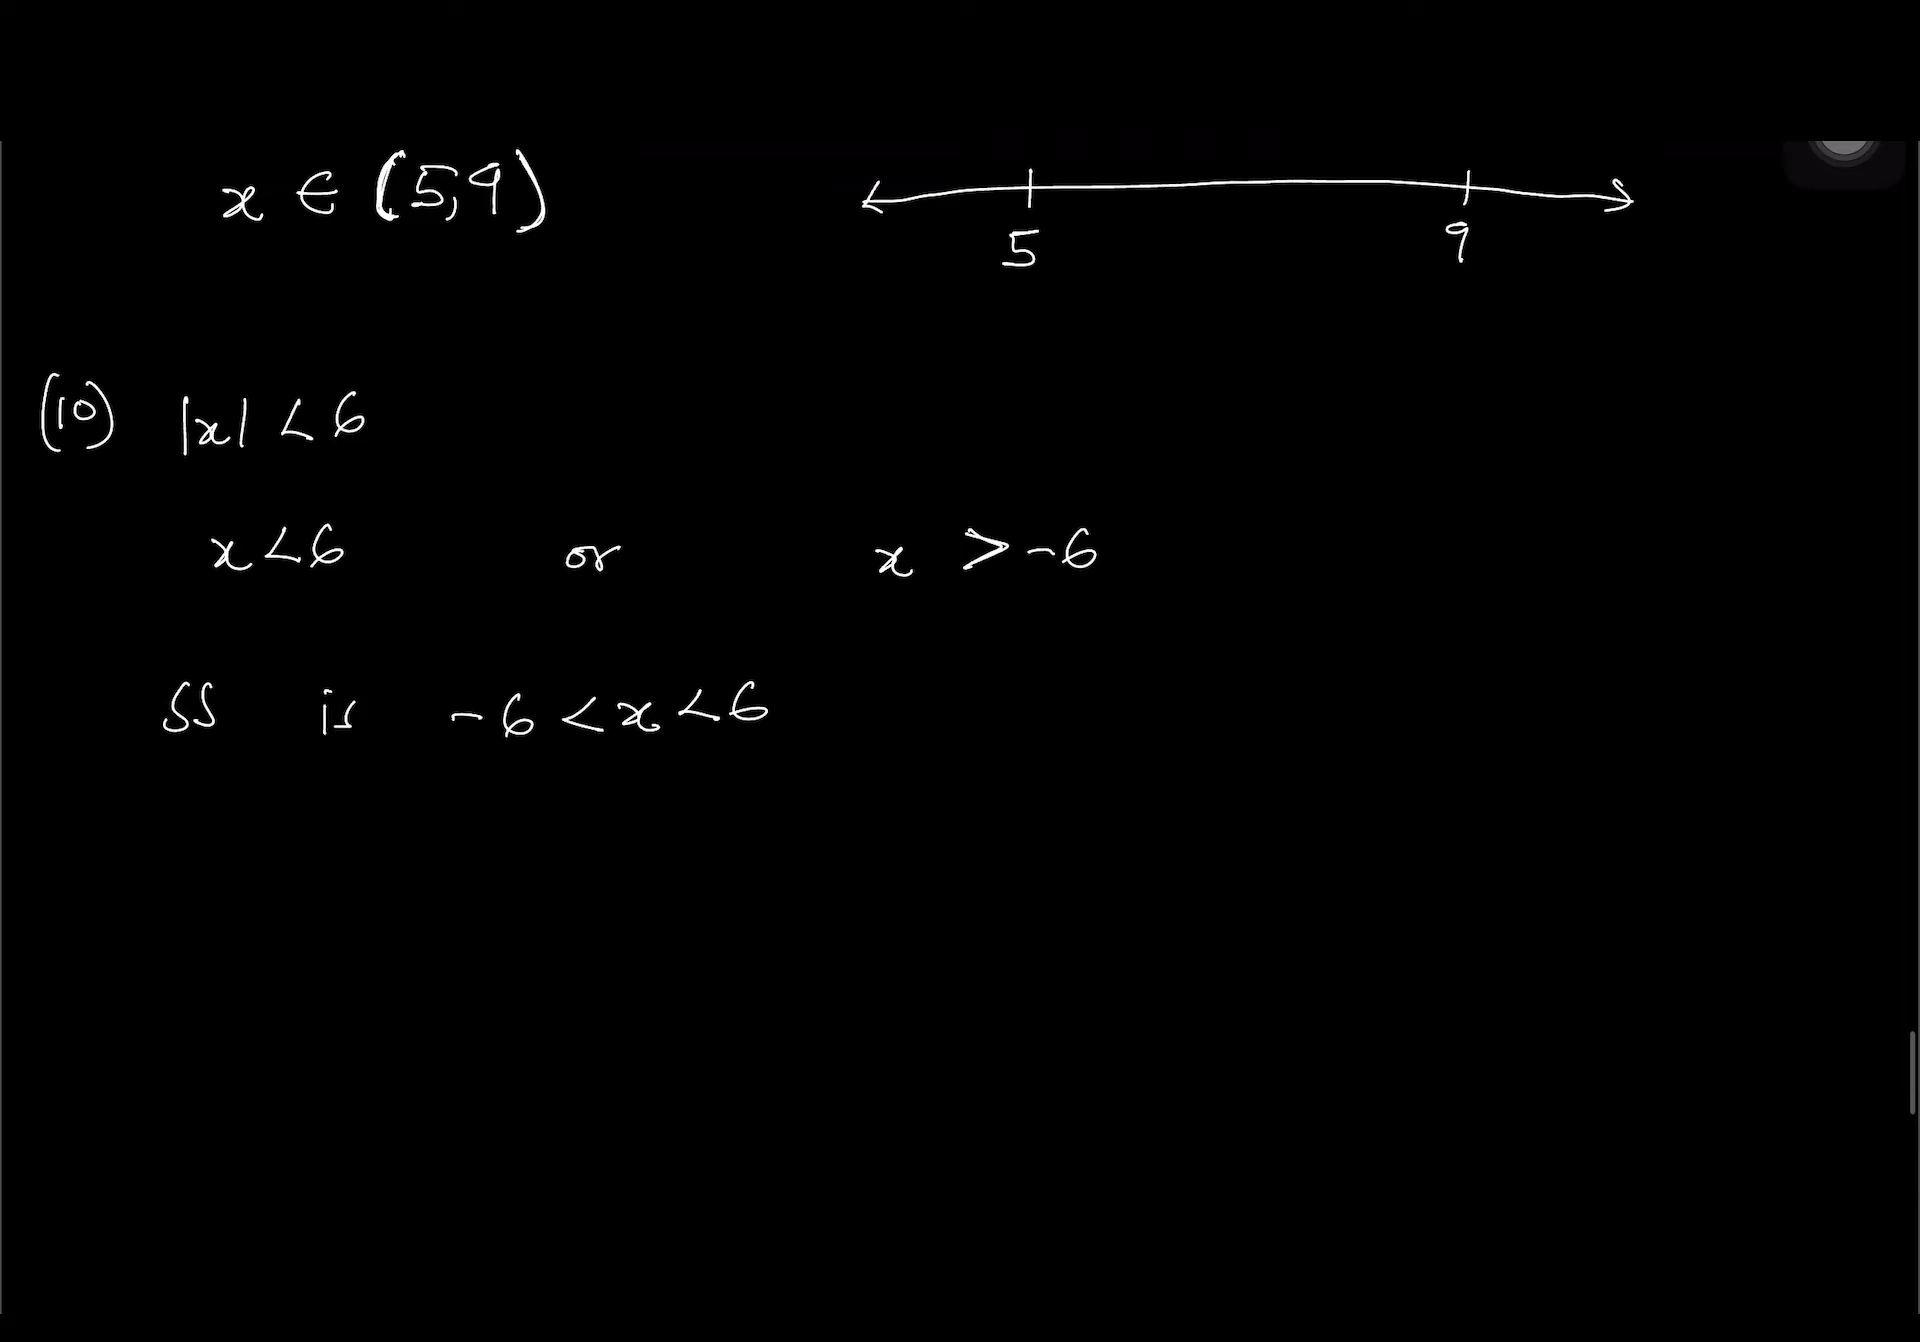 x ∈ (5,9)
5 9
(10) |x| < 6
x < 6 or x > -6
SS is -6 < x < 6